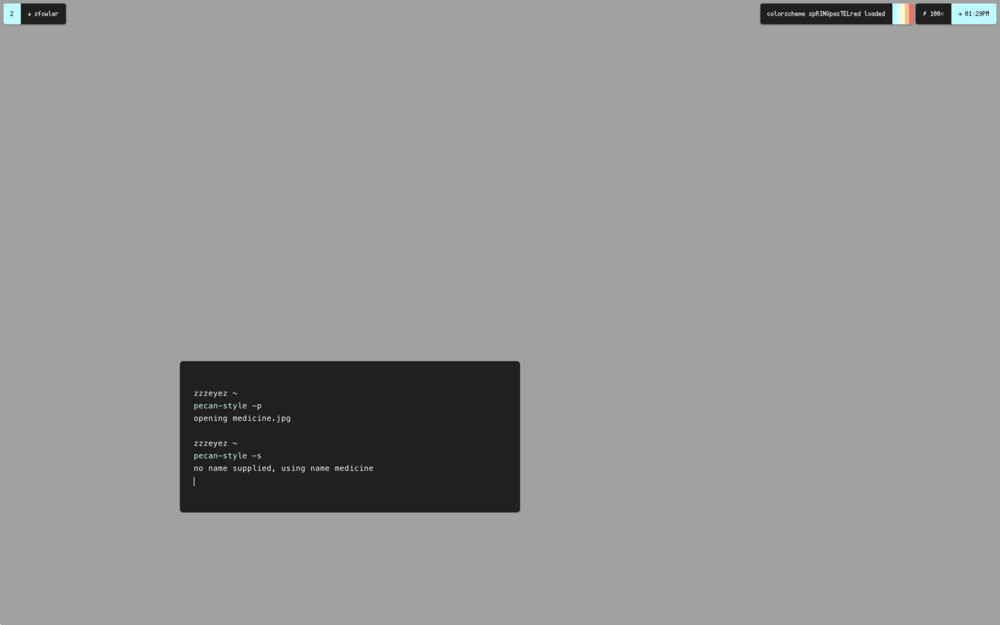 2 + sfowler
colorscheme spRINGpasTELred loaded ⚡ 100% → 01:29PM
zzzeyez ~
pecan-style -p
opening medicine.jpg
zzzeyez ~
pecan-style -s
no name supplied, using name medicine